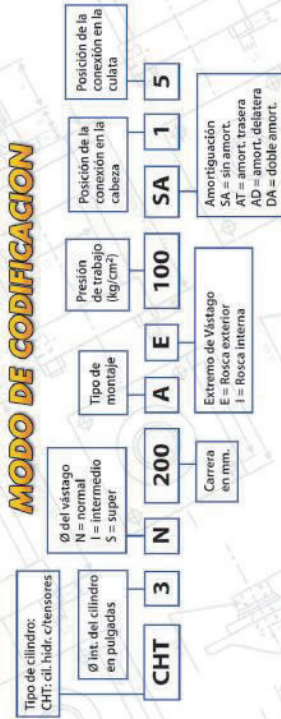 MODO DE CODIFICACION
Tipo de cilindro:
CHT: cil. hidr. c/tensores
Ø int. del cilindro
en pulgadas
Ø del vástago
N = normal
I = intermedio
S = super
Tipo de
montaje
Presión
de trabajo
(kg/cm²)
Posición de la
conexión en la
cabeza
Posición de la
conexión en la
culata
CHT 3 N 200 A E 100 SA 1 5
Carrera
en mm.
Extremo de Vástago
E = Rosca exterior
I = Rosca interna
Amortiguación
SA = sin amort.
AT = amort. trasera
AD = amort. delatera
DA = doble amort.